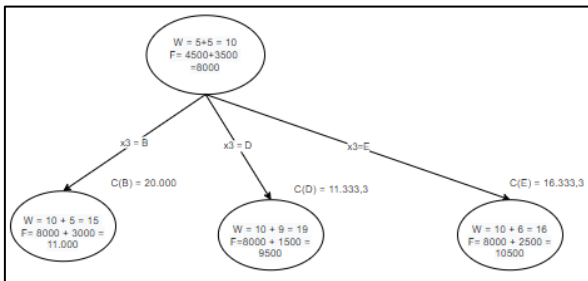 W = 5+5 = 10
F= 4500+3500
=8000
x3 = B
x3 = D
x3=E
C(B) = 20.000
C(D) = 11.333,3
C(E) = 16.333,3
W = 10 + 5 = 15
F= 8000 + 3000 =
11.000
W = 10 + 9 = 19
F=8000 + 1500 =
9500
W = 10 + 6 = 16
F= 8000 + 2500 =
10500